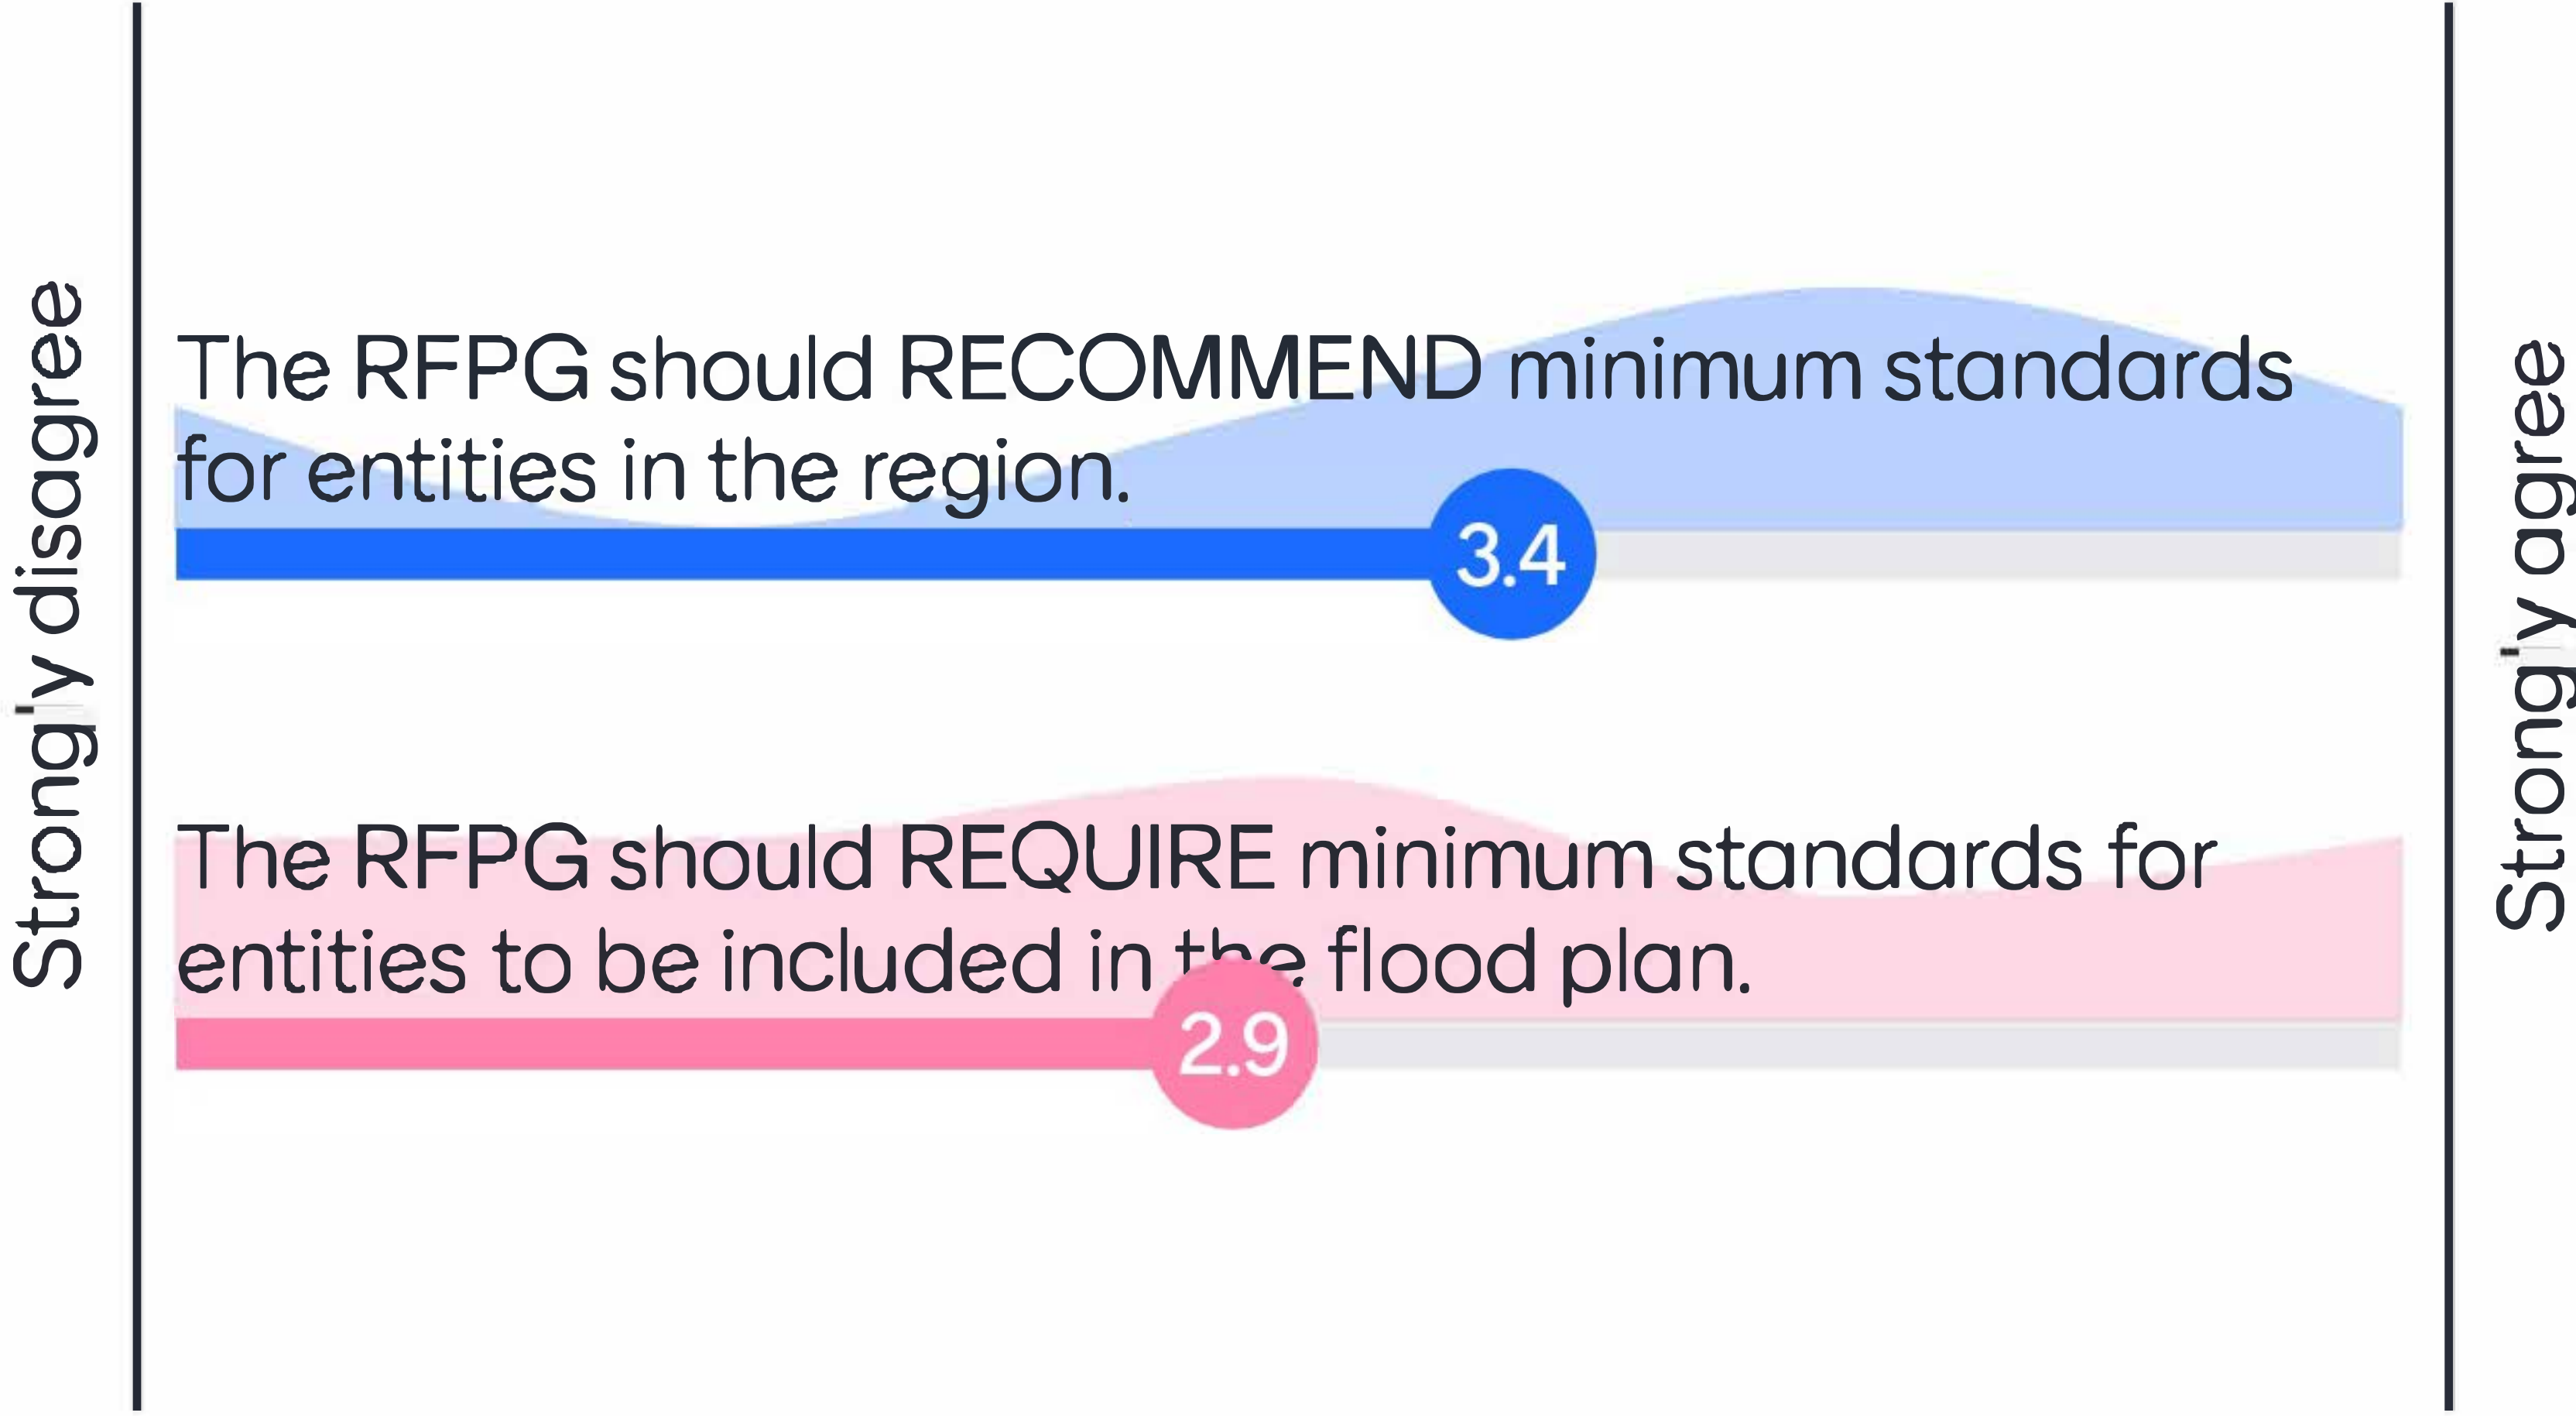 Strongly disagree
The RFPG should RECOMMEND minimum standards
for entities in the region.
3.4
The RFPG should REQUIRE minimum standards for
entities to be included in the flood plan.
2.9
Strongly agree